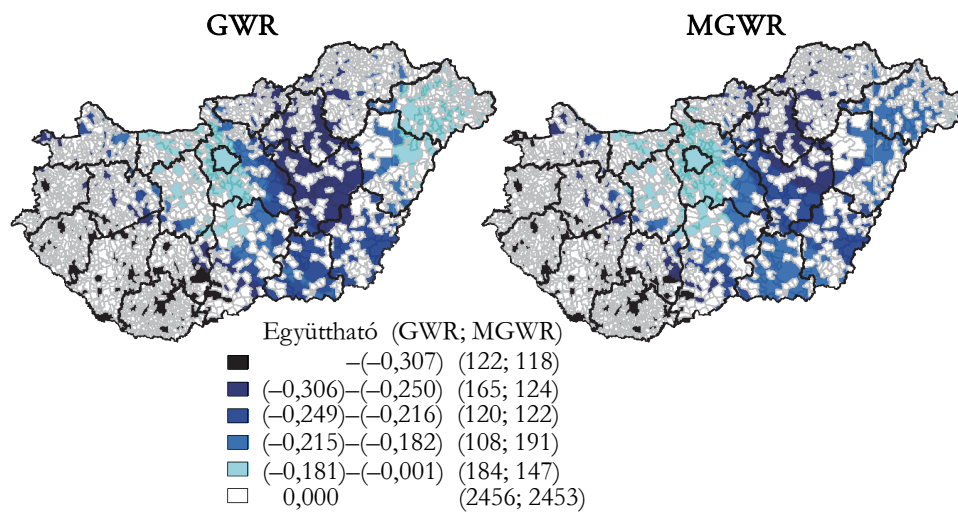 GWR MGWR
Együttható (GWR; MGWR)
–(–0,307) (122; 118)
(–0,306)–(–0,250) (165; 124)
(–0,249)–(–0,216) (120; 122)
(–0,215)–(–0,182) (108; 191)
(–0,181)–(–0,001) (184; 147)
0,000 (2456; 2453)